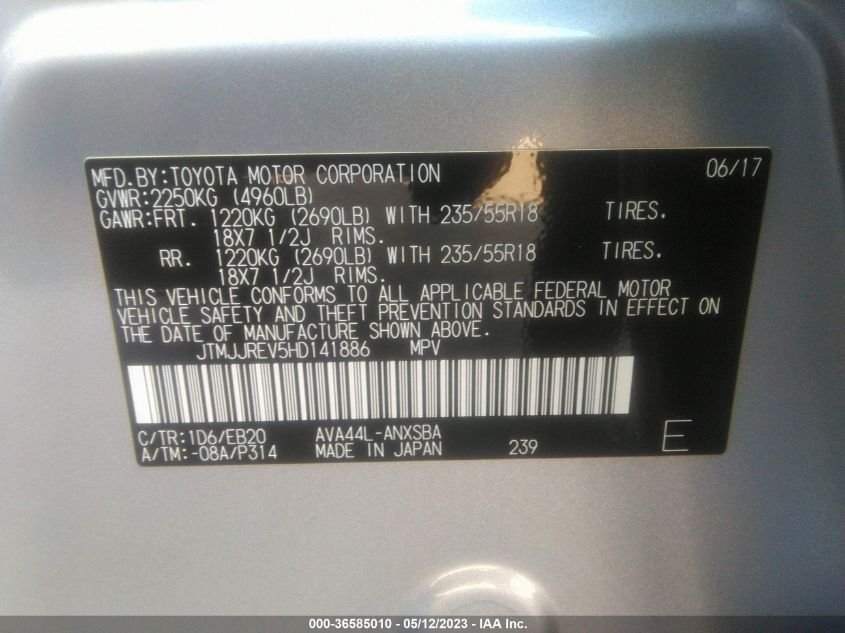 MFD.BY:TOYOTA MOTOR CORPORATION 06/17
GVWR:2250KG (4960LB)
GAWR:FRT. 1220KG (2690LB) WITH 235/55R18 TIRES.
18X7 1/2J RIMS.
RR. 1220KG (2690LB) WITH 235/55R18 TIRES.
18X7 1/2J RIMS.
THIS VEHICLE CONFORMS TO ALL APPLICABLE FEDERAL MOTOR
VEHICLE SAFETY AND THEFT PREVENTION STANDARDS IN EFFECT ON
THE DATE OF MANUFACTURE SHOWN ABOVE.
JTMJJREV5HD141886 MPV
C/TR:1D6/EB20 AVA44L-ANXSBA
A/TM:-08A/P314 MADE IN JAPAN 239 E
000-36585010 - 05/12/2023 - IAA Inc.